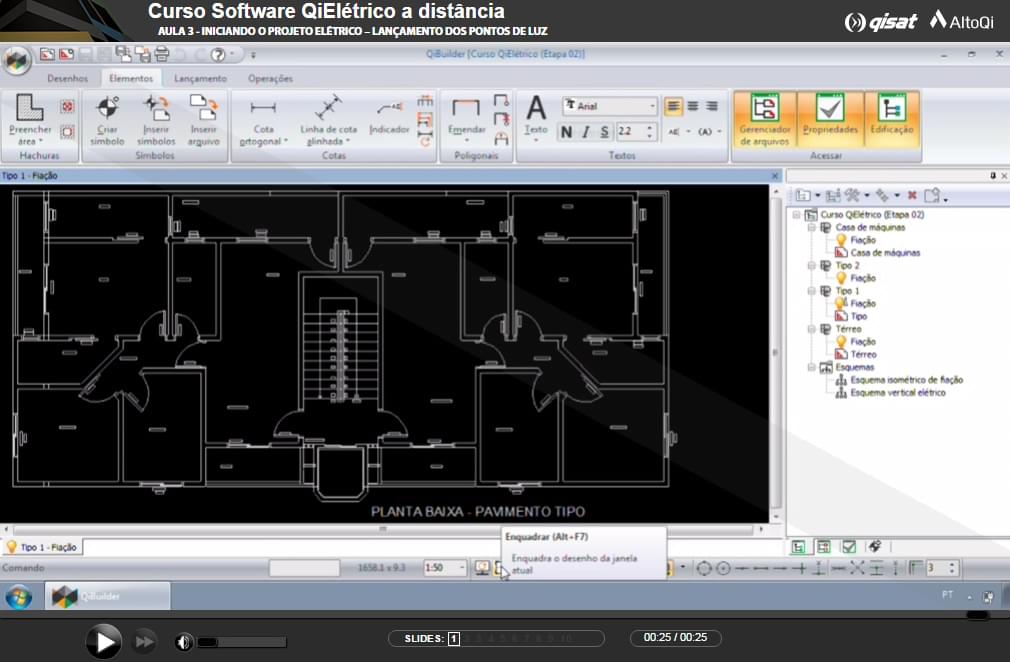 Curso Software QiElétrico a distância
AULA 3 - INICIANDO O PROJETO ELÉTRICO – LANÇAMENTO DOS PONTOS DE LUZ
qisat AltoQi
QiBuilder [Curso QiElétrico (Etapa 02)]
Desenhos Elementos Lançamento Operações
Preencher área
Criar símbolo
Inserir símbolos
Inserir arquivo
Cota ortogonal
Linha de cota alinhada
Indicador
Emendar
Texto
Arial
N I S 2.2
Gerenciador de arquivos
Propriedades
Edificação
Hachuras Símbolos Cotas Poligonais Textos Acessar
Tipo 1 - Fiação
Curso QiElétrico (Etapa 02)
Casa de máquinas
Fiação
Casa de máquinas
Tipo 2
Fiação
Tipo 1
Fiação
Tipo
Térreo
Fiação
Térreo
Esquemas
Esquema isométrico de fiação
Esquema vertical elétrico
PLANTA BAIXA - PAVIMENTO TIPO
Enquadrar (Alt+F7)
Enquadra o desenho da janela
atual
Tipo 1 - Fiação
Comando 1658.1 x 9.3 1:50 3
QiBuilder
PT
SLIDES: 1 2 3 4 5 6 7 8 9 10
00:25 / 00:25